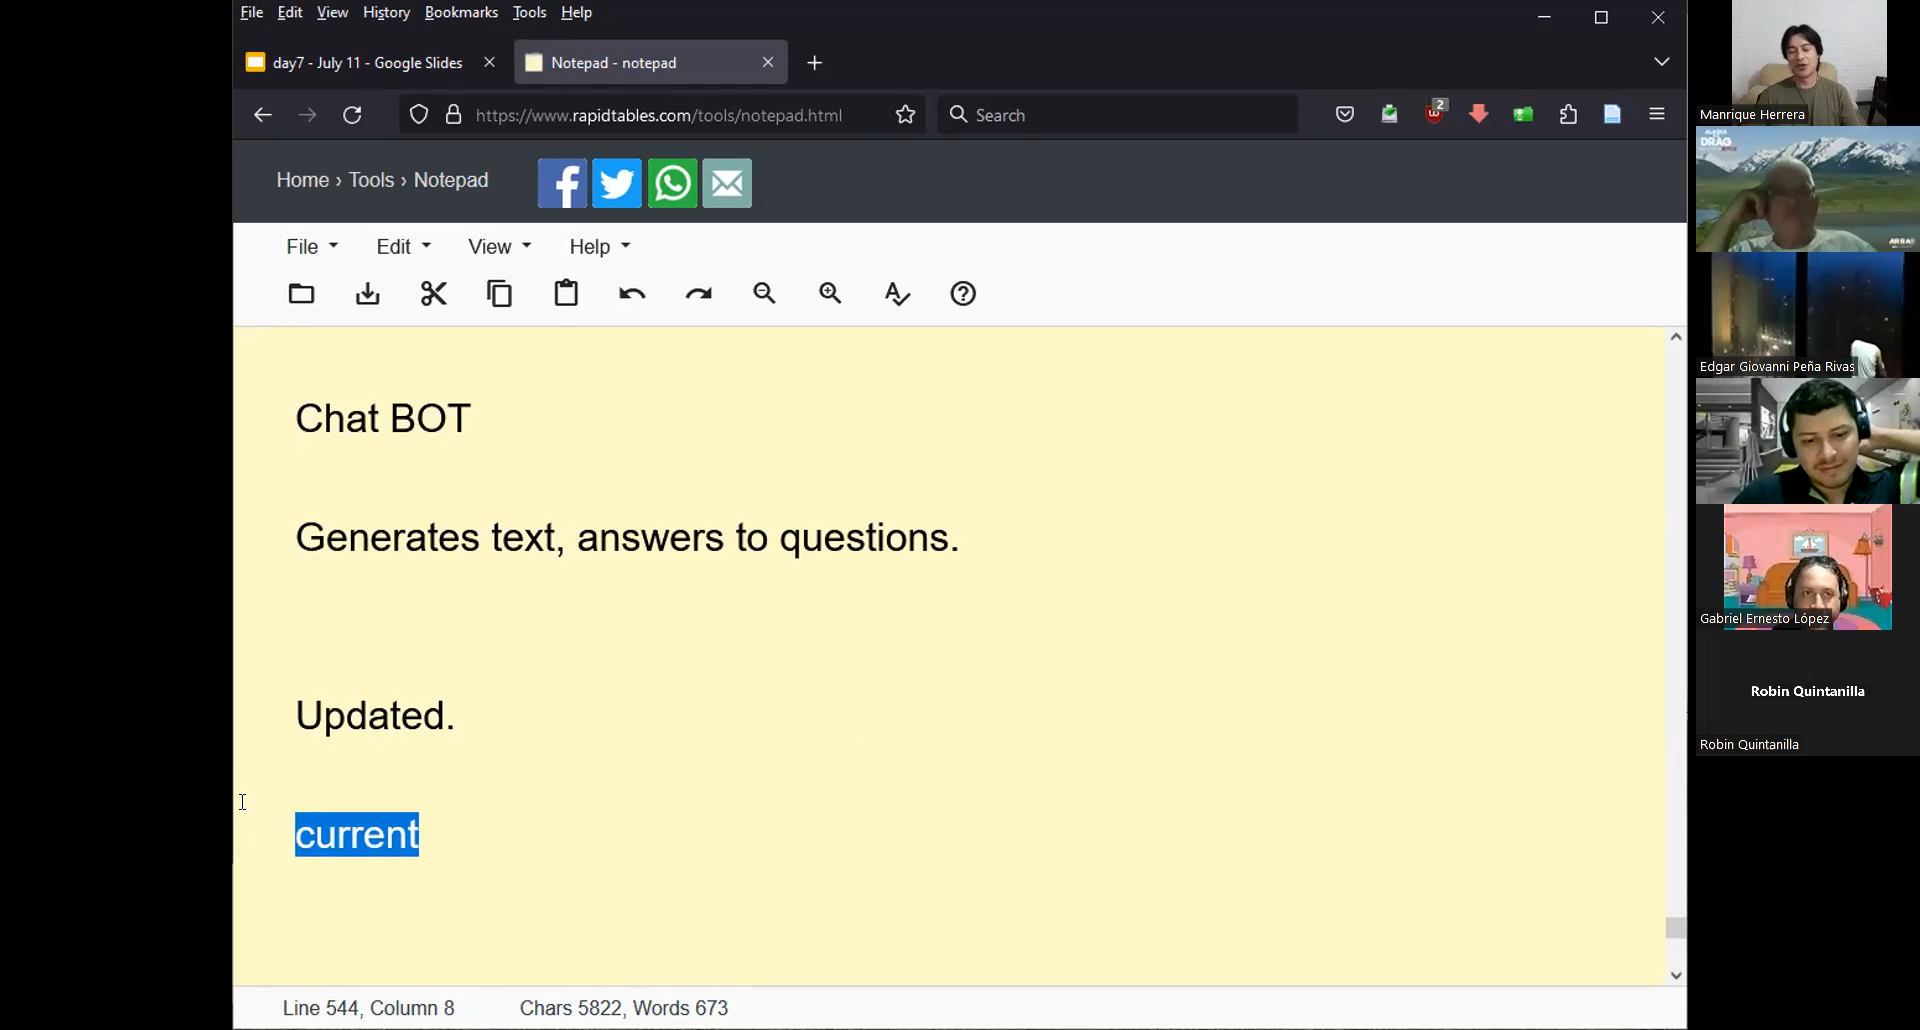 File Edit View History Bookmarks Tools Help
day7 - July 11 - Google Slides
Notepad - notepad
https://www.rapidtables.com/tools/notepad.html
Search
2
Home › Tools › Notepad
File Edit View Help
Chat BOT
Generates text, answers to questions.
Updated.
current
Line 544, Column 8 Chars 5822, Words 673
Manrique Herrera
DRAG
Edgar Giovanni Peña Rivas
Gabriel Ernesto López
Robin Quintanilla
Robin Quintanilla